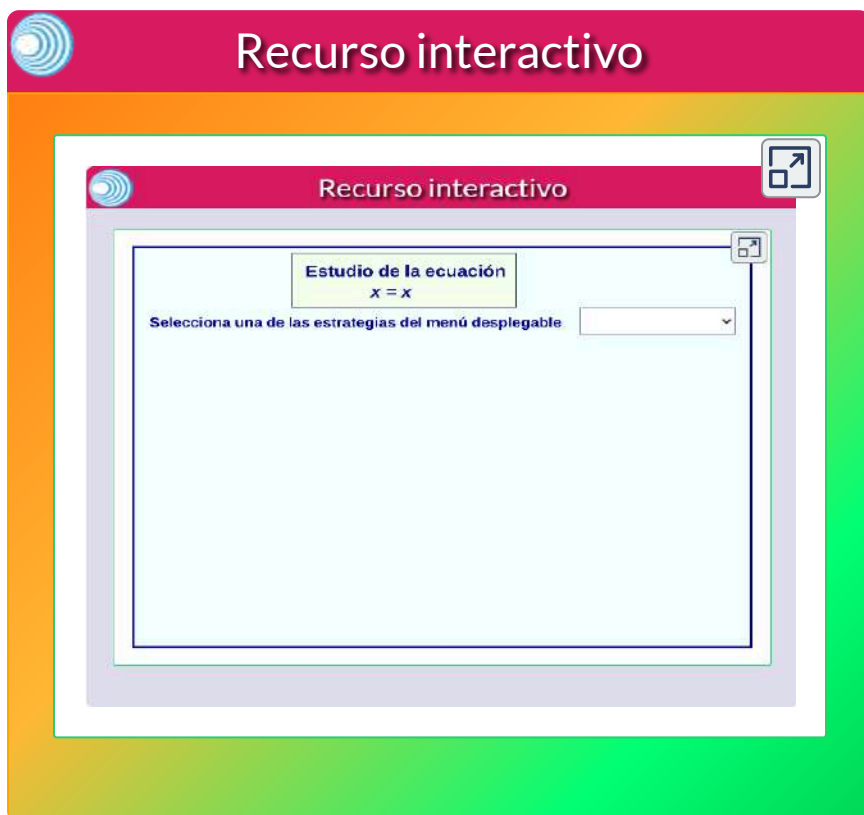 Recurso interactivo
Recurso interactivo
Estudio de la ecuación
x = x
Selecciona una de las estrategias del menú desplegable